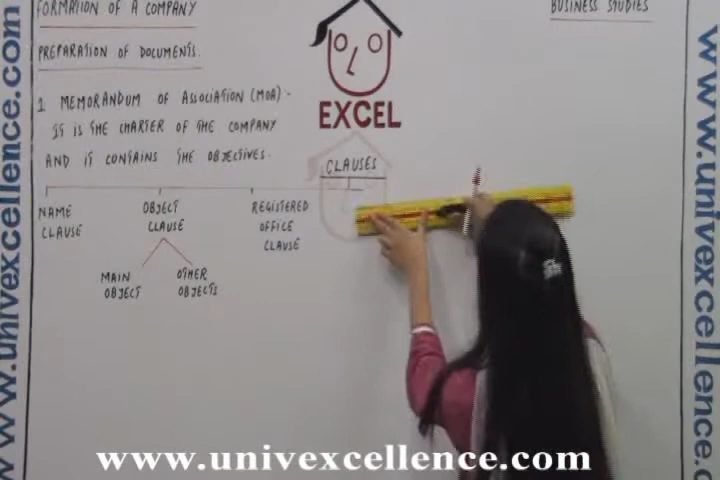 FORMATION OF A COMPANY
BUSINESS STUDIES
PREPARATION OF DOCUMENTS.
1 MEMORANDUM OF ASSOCIATION (MOA) -
IT IS THE CHARTER OF THE COMPANY
AND IT CONTAINS THE OBJECTIVES.
EXCEL
CLAUSES
NAME CLAUSE
OBJECT CLAUSE
REGISTERED OFFICE CLAUSE
MAIN OBJECT
OTHER OBJECTS
www.univexcellence.com
www.univexcellence.com
www.univexcellence.com